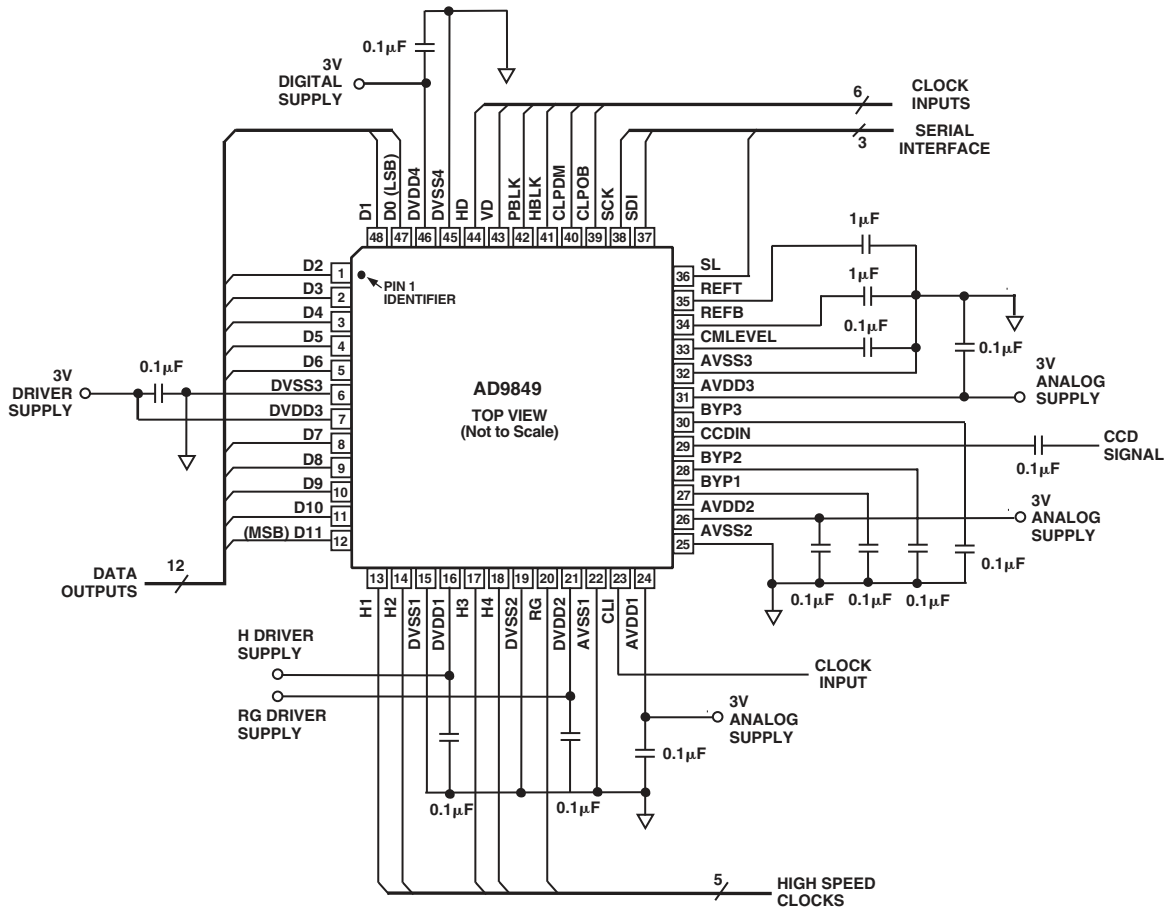 0.1µF
3V
DIGITAL
SUPPLY
6
CLOCK
INPUTS
3
SERIAL
INTERFACE
D1
D0 (LSB)
DVDD4
DVSS4
HD
VD
PBLK
HBLK
CLPDM
CLPOB
SCK
SDI
48
47
46
45
44
43
42
41
40
39
38
37
D2
1
D3
2
D4
3
D5
4
D6
5
DVSS3
6
DVDD3
7
D7
8
D8
9
D9
10
D10
11
(MSB) D11
12
PIN 1
IDENTIFIER
0.1µF
3V
DRIVER
SUPPLY
12
DATA
OUTPUTS
AD9849
TOP VIEW
(Not to Scale)
36
SL
35
REFT
34
REFB
33
CMLEVEL
32
AVSS3
31
AVDD3
30
BYP3
29
CCDIN
28
BYP2
27
BYP1
26
AVDD2
25
AVSS2
1µF
1µF
0.1µF
0.1µF
3V
ANALOG
SUPPLY
CCD
SIGNAL
0.1µF
3V
ANALOG
SUPPLY
0.1µF
0.1µF
0.1µF
0.1µF
13
14
15
16
17
18
19
20
21
22
23
24
H1
H2
DVSS1
DVDD1
H3
H4
DVSS2
RG
DVDD2
AVSS1
CLI
AVDD1
H DRIVER
SUPPLY
RG DRIVER
SUPPLY
CLOCK
INPUT
3V
ANALOG
SUPPLY
0.1µF
0.1µF
0.1µF
5
HIGH SPEED
CLOCKS